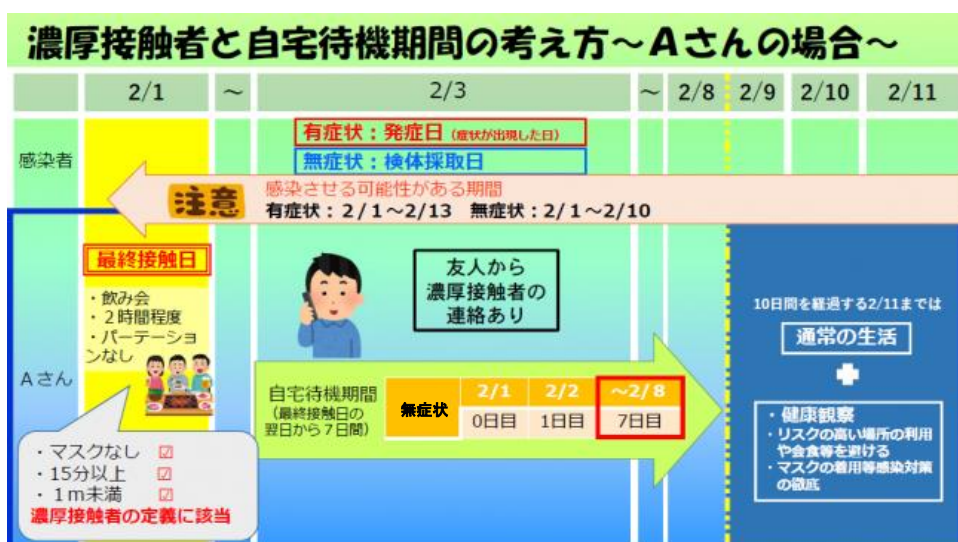 濃厚接触者と自宅待機期間の考え方～Aさんの場合～
2/1
～
2/3
～
2/8
2/9
2/10
2/11
感染者
有症状：発症日（症状が出現した日）
無症状：検体採取日
注意
感染させる可能性がある期間
有症状：2/1～2/13　無症状：2/1～2/10
Aさん
最終接触日
・飲み会
・２時間程度
・パーテーショ
ンなし
・マスクなし ☑
・15分以上 ☑
・１ｍ未満 ☑
濃厚接触者の定義に該当
友人から
濃厚接触者の
連絡あり
自宅待機期間
（最終接触日の
翌日から７日間）
無症状
2/1
2/2
～2/8
0日目
1日目
7日目
10日間を経過する2/11までは
通常の生活
・健康観察
・リスクの高い場所の利用
や会食等を避ける
・マスクの着用等感染対策
の徹底